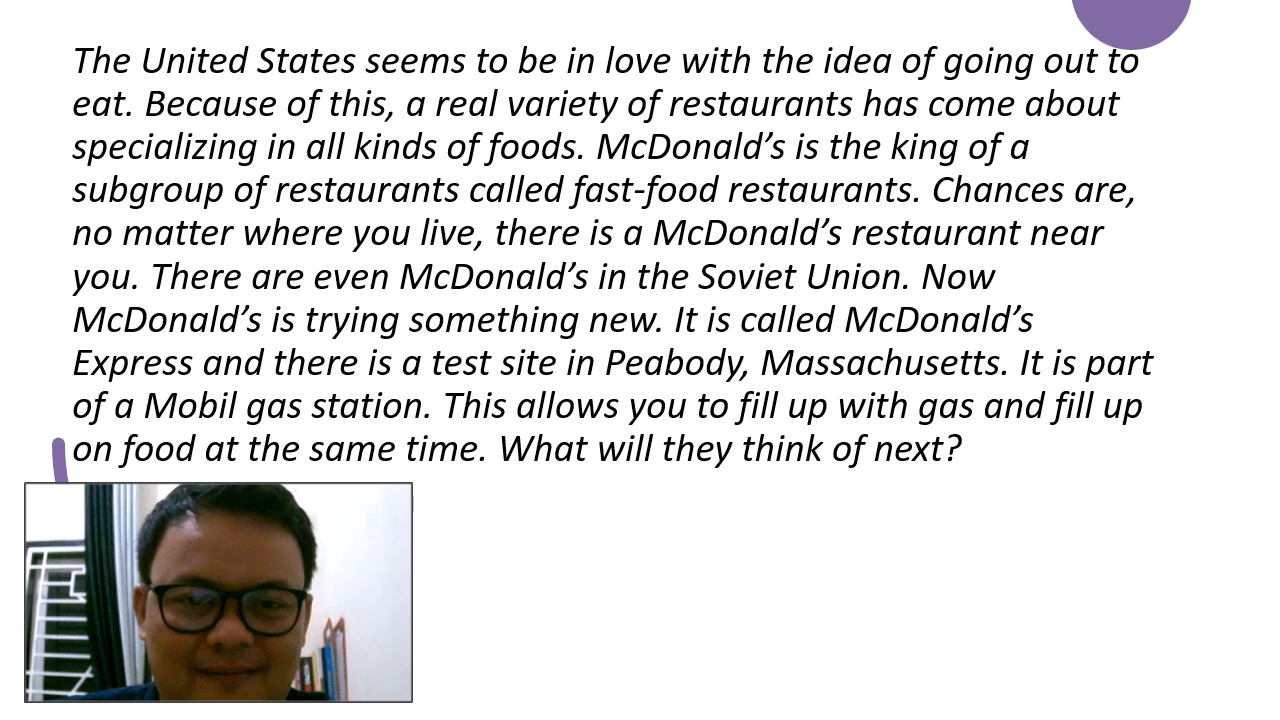 The United States seems to be in love with the idea of going out to
eat. Because of this, a real variety of restaurants has come about
specializing in all kinds of foods. McDonald’s is the king of a
subgroup of restaurants called fast-food restaurants. Chances are,
no matter where you live, there is a McDonald’s restaurant near
you. There are even McDonald’s in the Soviet Union. Now
McDonald’s is trying something new. It is called McDonald’s
Express and there is a test site in Peabody, Massachusetts. It is part
of a Mobil gas station. This allows you to fill up with gas and fill up
on food at the same time. What will they think of next?